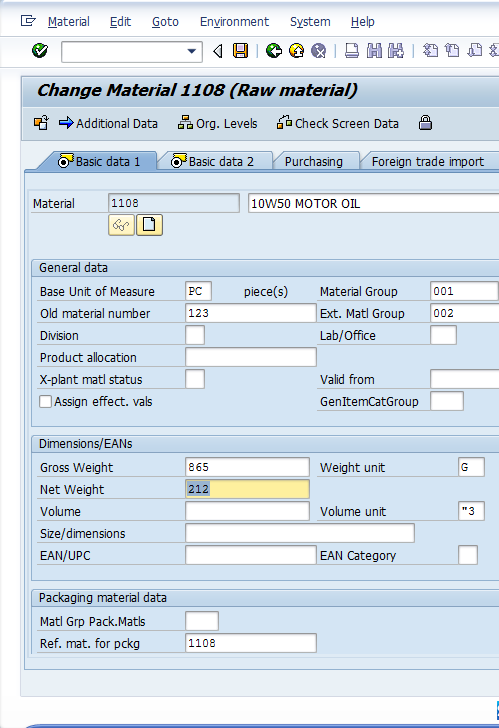 Material Edit Goto Environment System Help
Change Material 1108 (Raw material)
Additional Data Org. Levels Check Screen Data
Basic data 1 Basic data 2 Purchasing Foreign trade import
Material 1108 10W50 MOTOR OIL
General data
Base Unit of Measure PC piece(s) Material Group 001
Old material number 123 Ext. Matl Group 002
Division Lab/Office
Product allocation
X-plant matl status Valid from
Assign effect. vals GenItemCatGroup
Dimensions/EANs
Gross Weight 865 Weight unit G
Net Weight 212
Volume Volume unit "3
Size/dimensions
EAN/UPC EAN Category
Packaging material data
Matl Grp Pack.Matls
Ref. mat. for pckg 1108